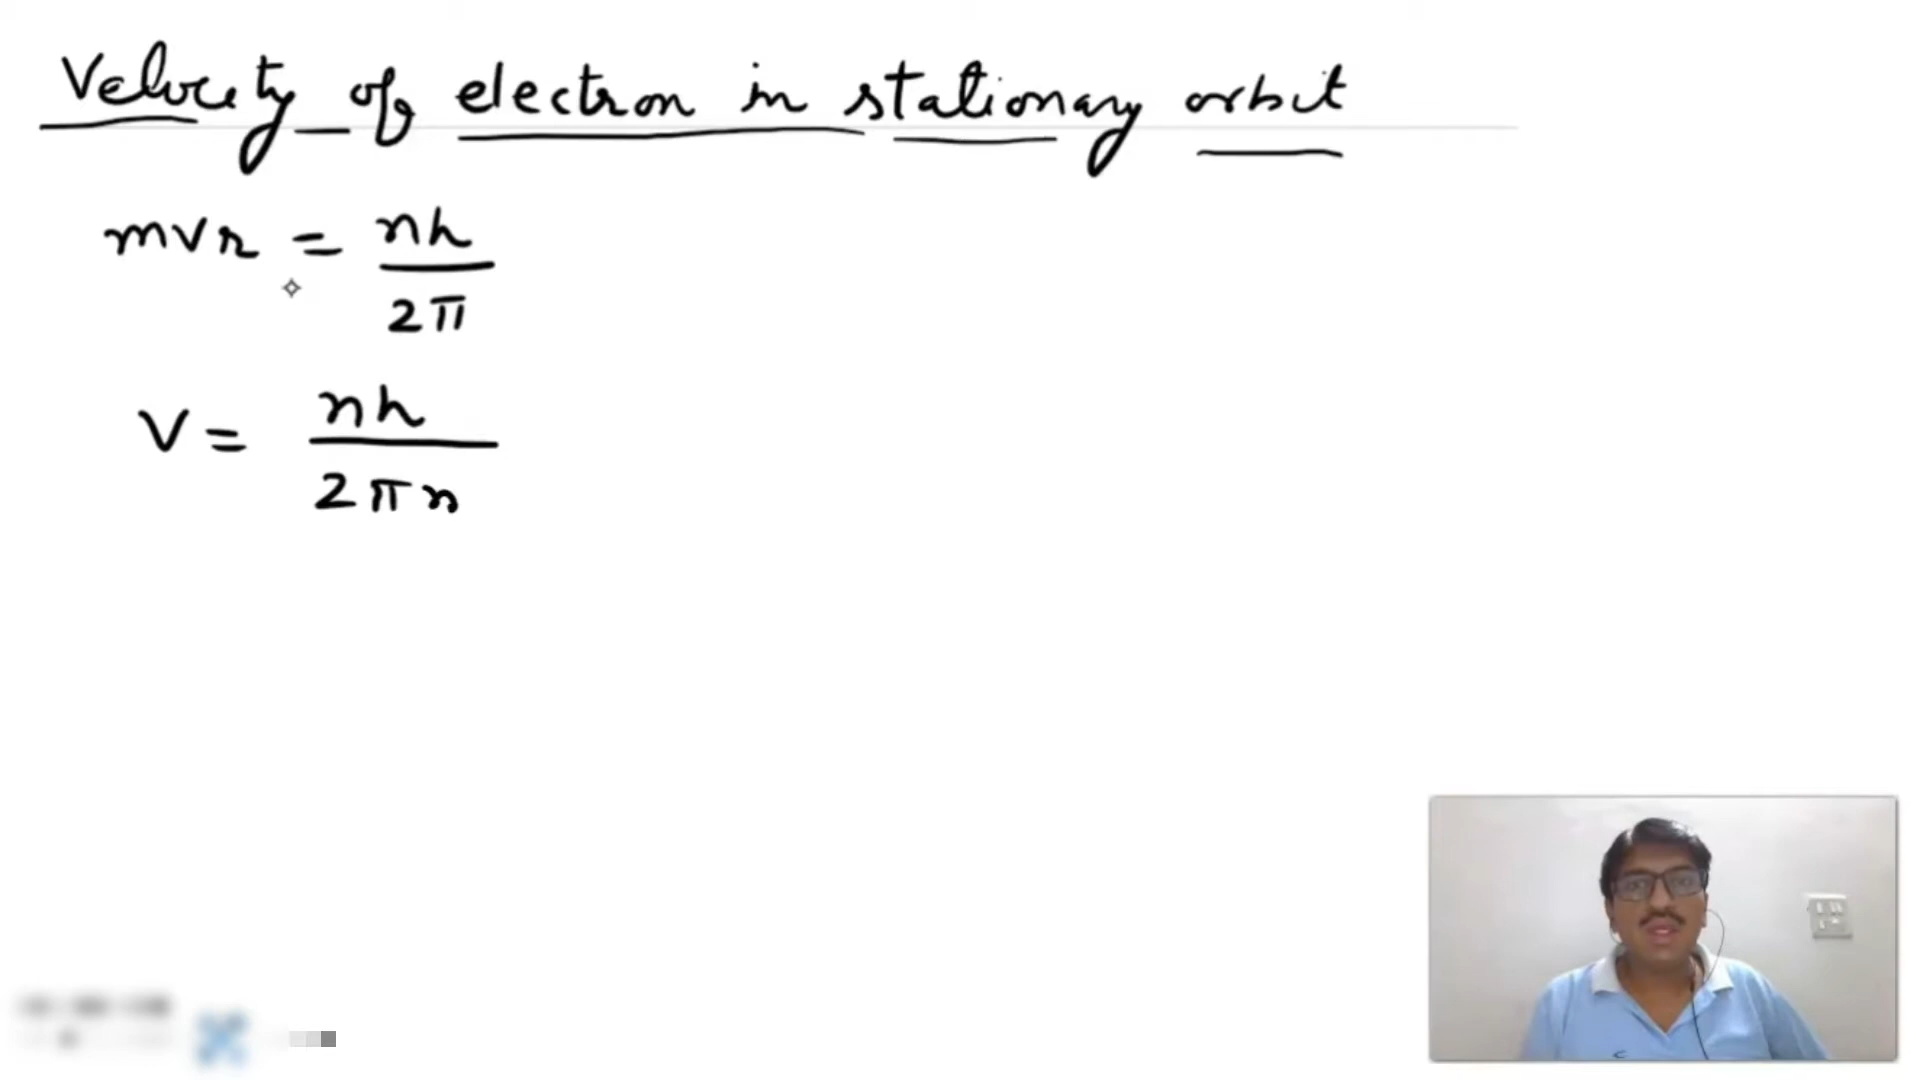 Velocity of electron in stationary orbit
mvr = nh / 2π
V = nh / 2πr